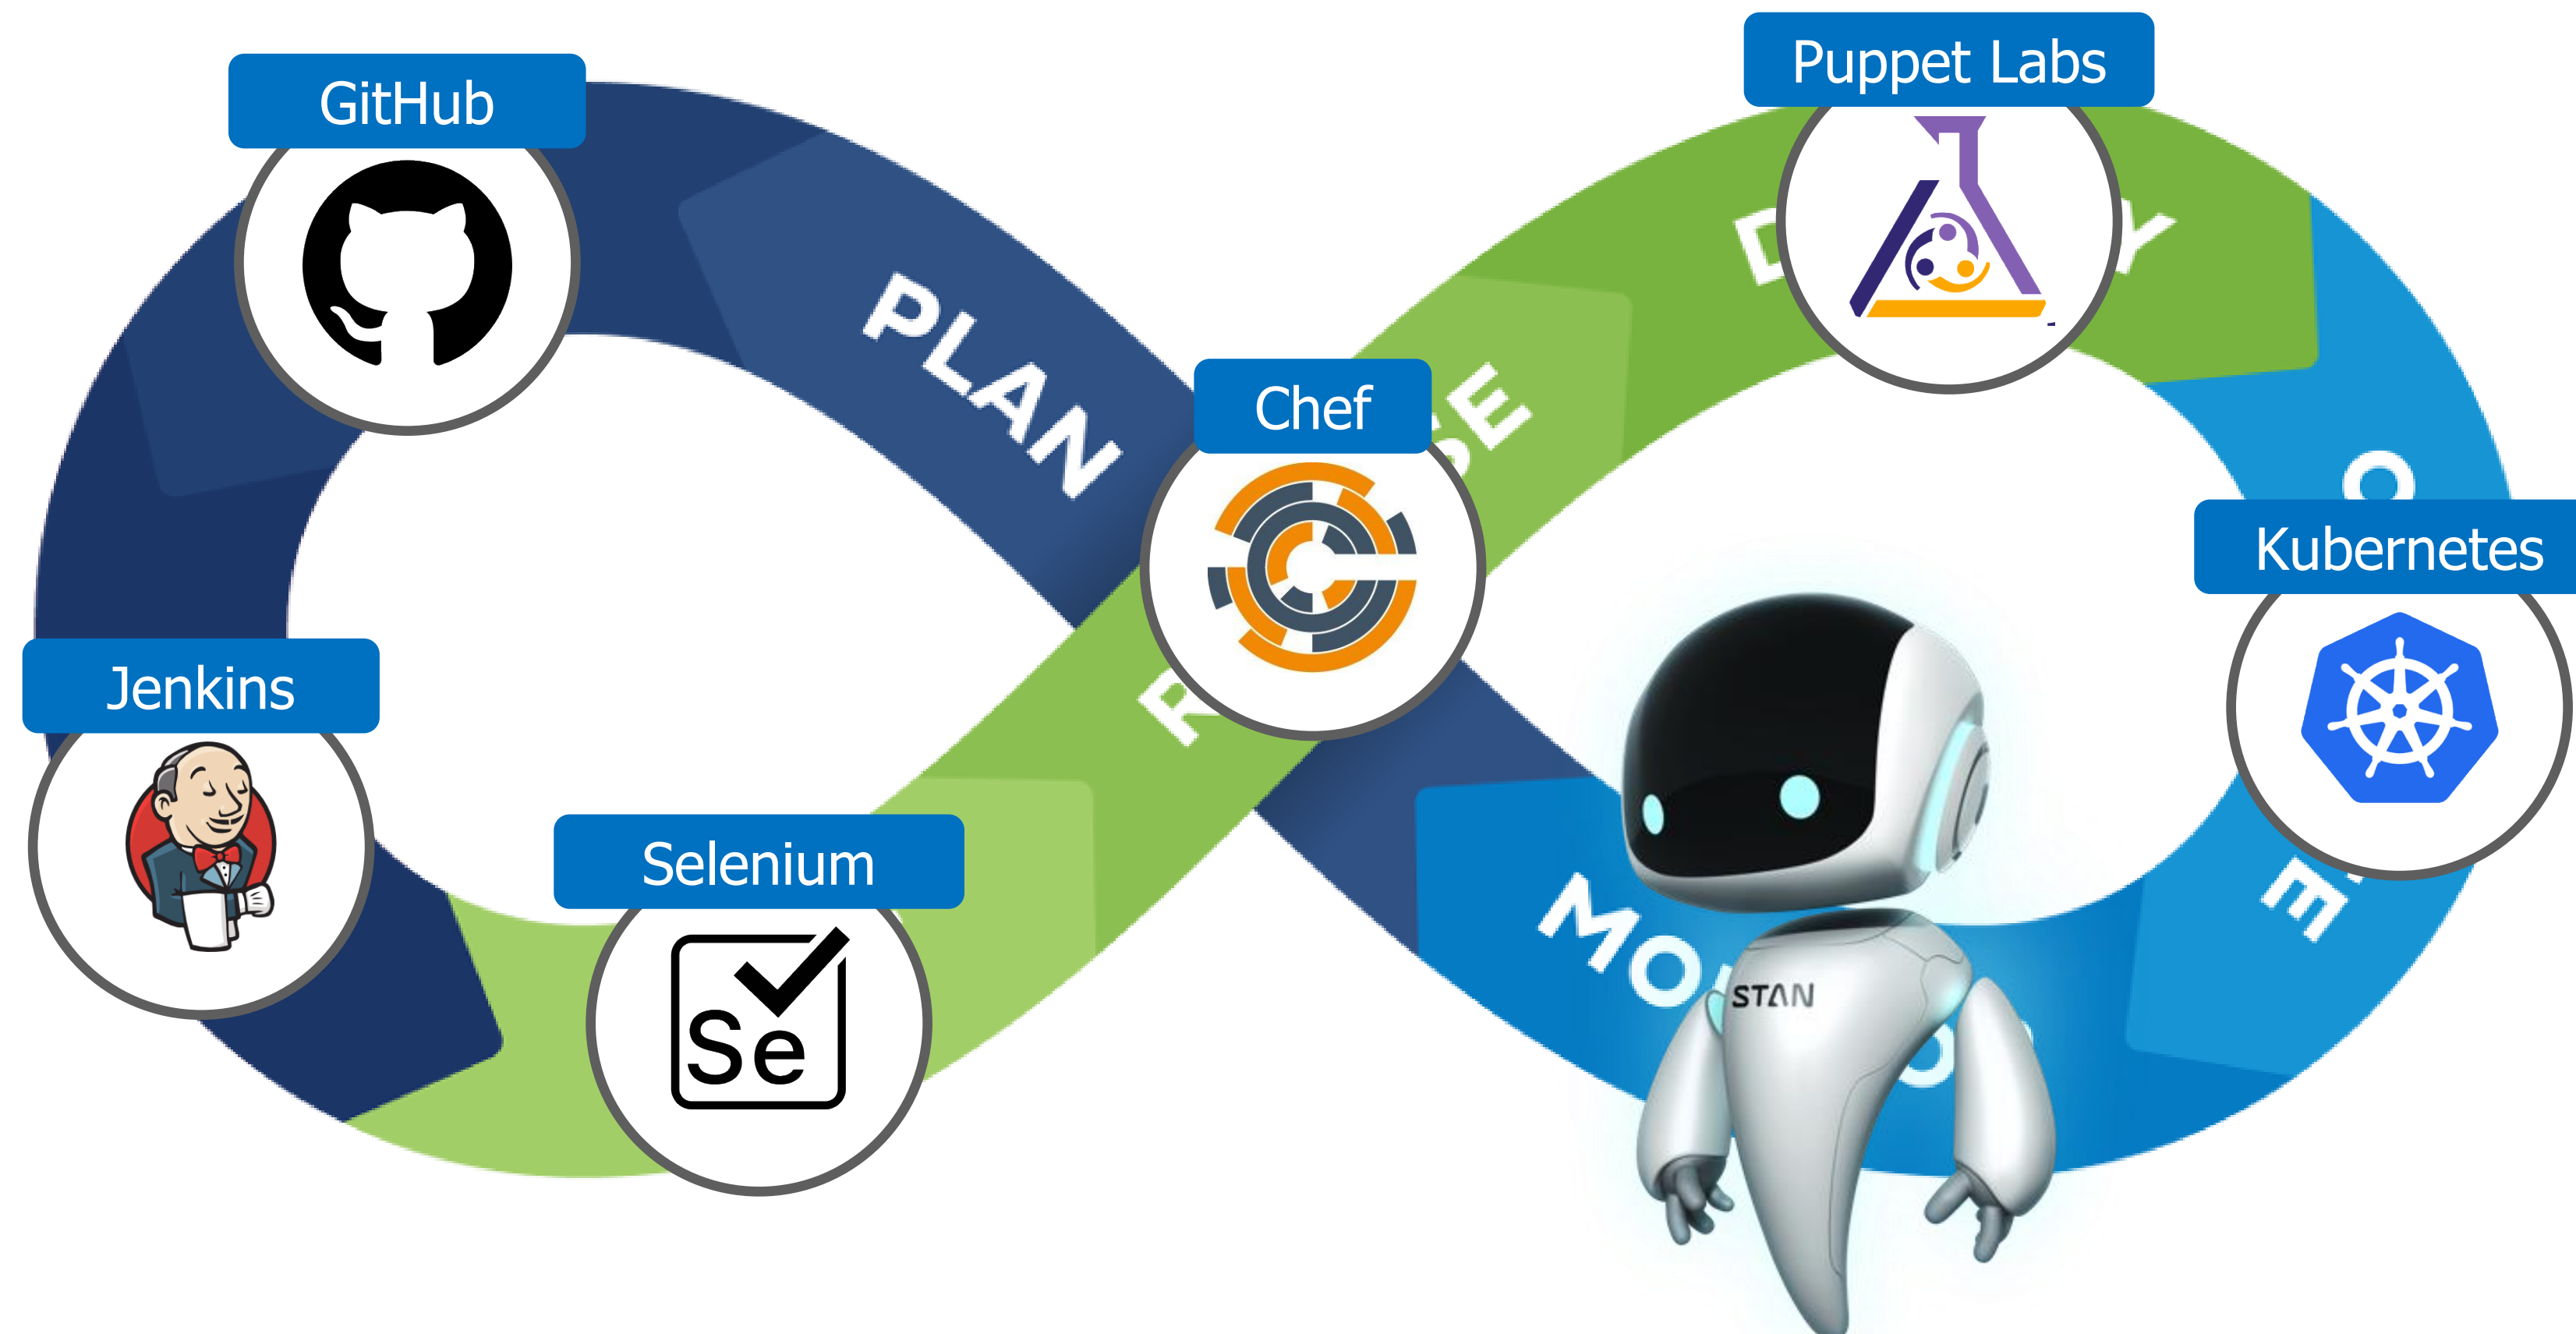 GitHub
Puppet Labs
PLAN
Chef
Kubernetes
Jenkins
Selenium
Se
STAN